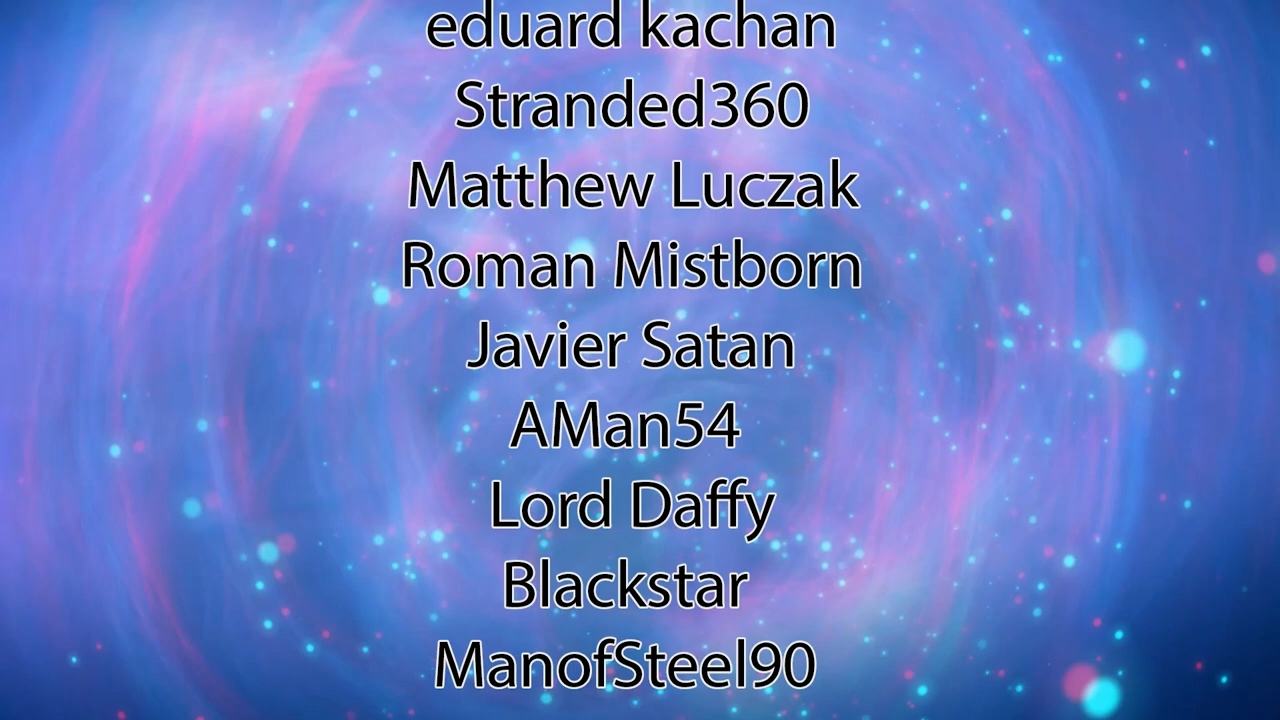 eduard kachan
Stranded360
Matthew Luczak
Roman Mistborn
Javier Satan
AMan54
Lord Daffy
Blackstar
ManofSteel90